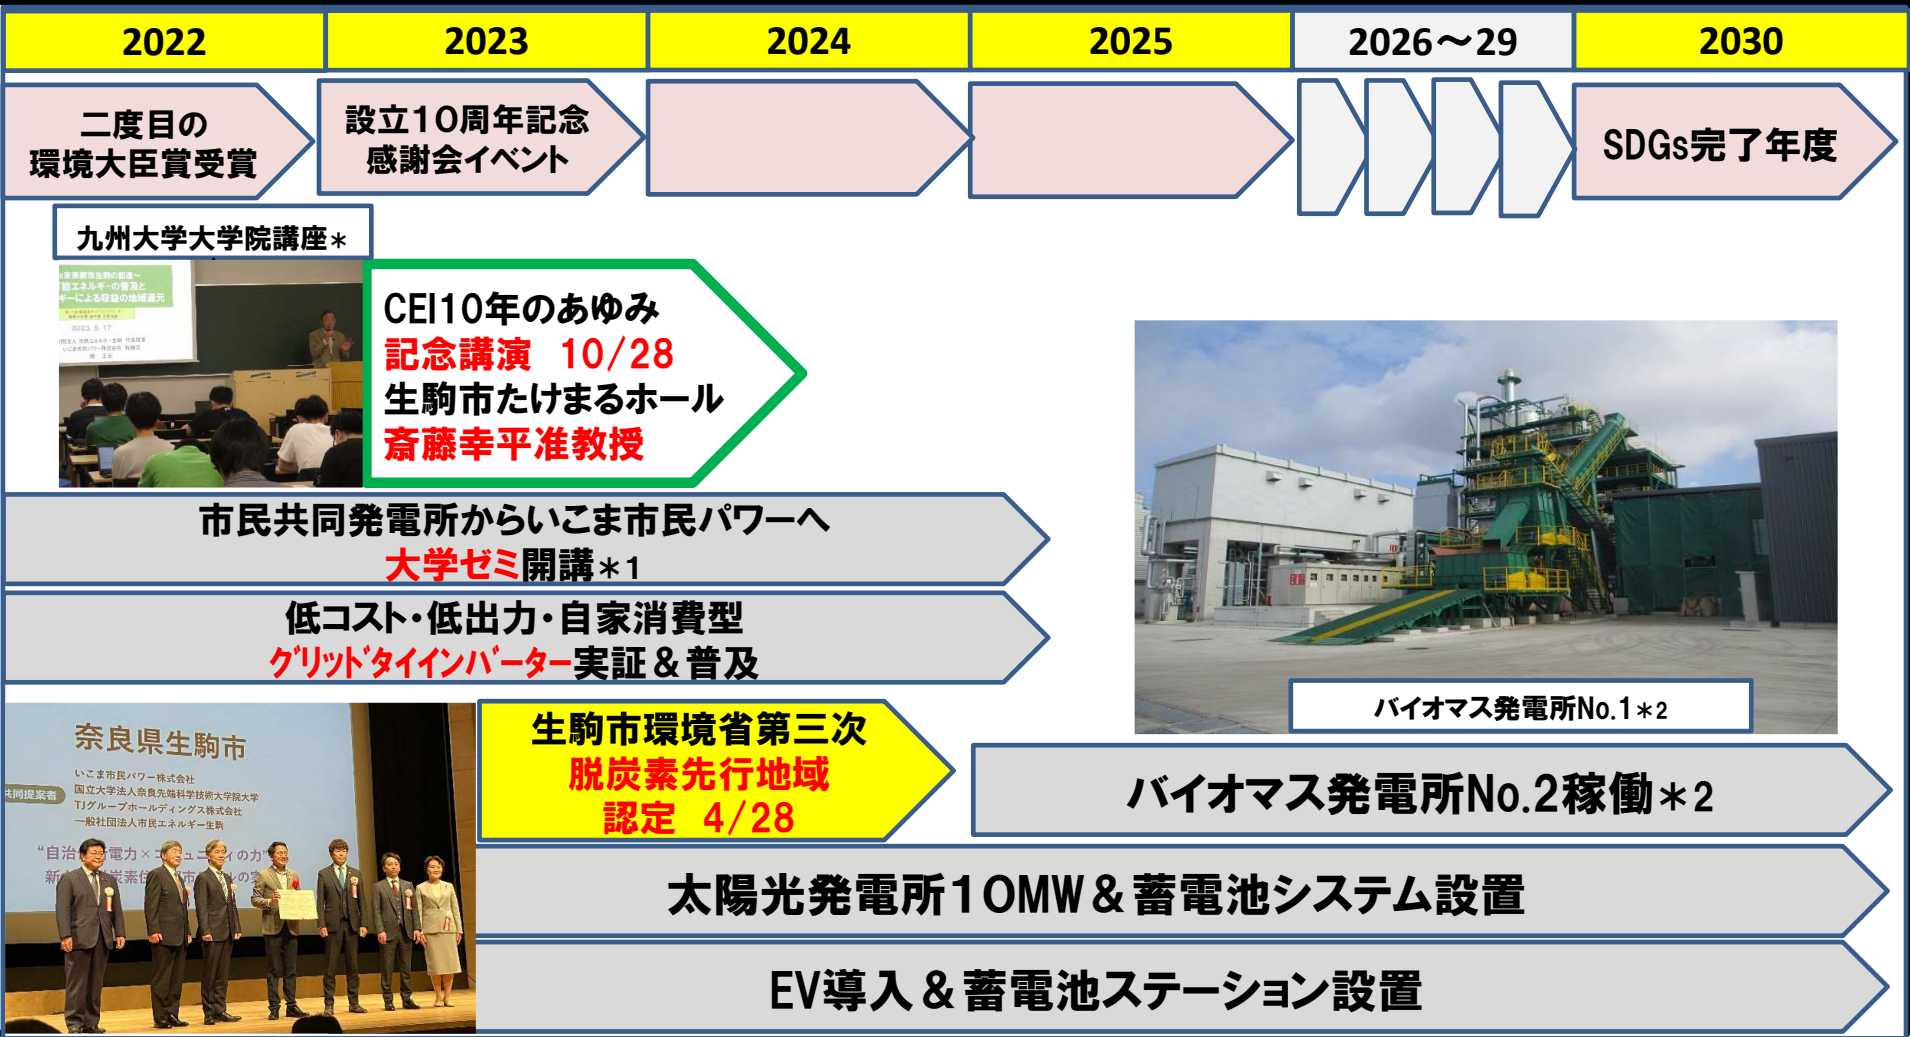 2022
2023
2024
2025
2026～29
2030
二度目の
環境大臣賞受賞
設立10周年記念
感謝会イベント
SDGs完了年度
九州大学大学院講座＊
2023. 5. 17
CEI10年のあゆみ
記念講演 10/28
生駒市たけまるホール
斎藤幸平准教授
市民共同発電所からいこま市民パワーへ
大学ゼミ開講＊1
低コスト・低出力・自家消費型
グリッドタイインバーター実証＆普及
バイオマス発電所No.1＊2
奈良県生駒市
共同提案者
いこま市民パワー株式会社
国立大学法人奈良先端科学技術大学院大学
TJグループホールディングス株式会社
一般社団法人市民エネルギー生駒
生駒市環境省第三次
脱炭素先行地域
認定 4/28
バイオマス発電所No.2稼働＊2
太陽光発電所10MW＆蓄電池システム設置
EV導入＆蓄電池ステーション設置